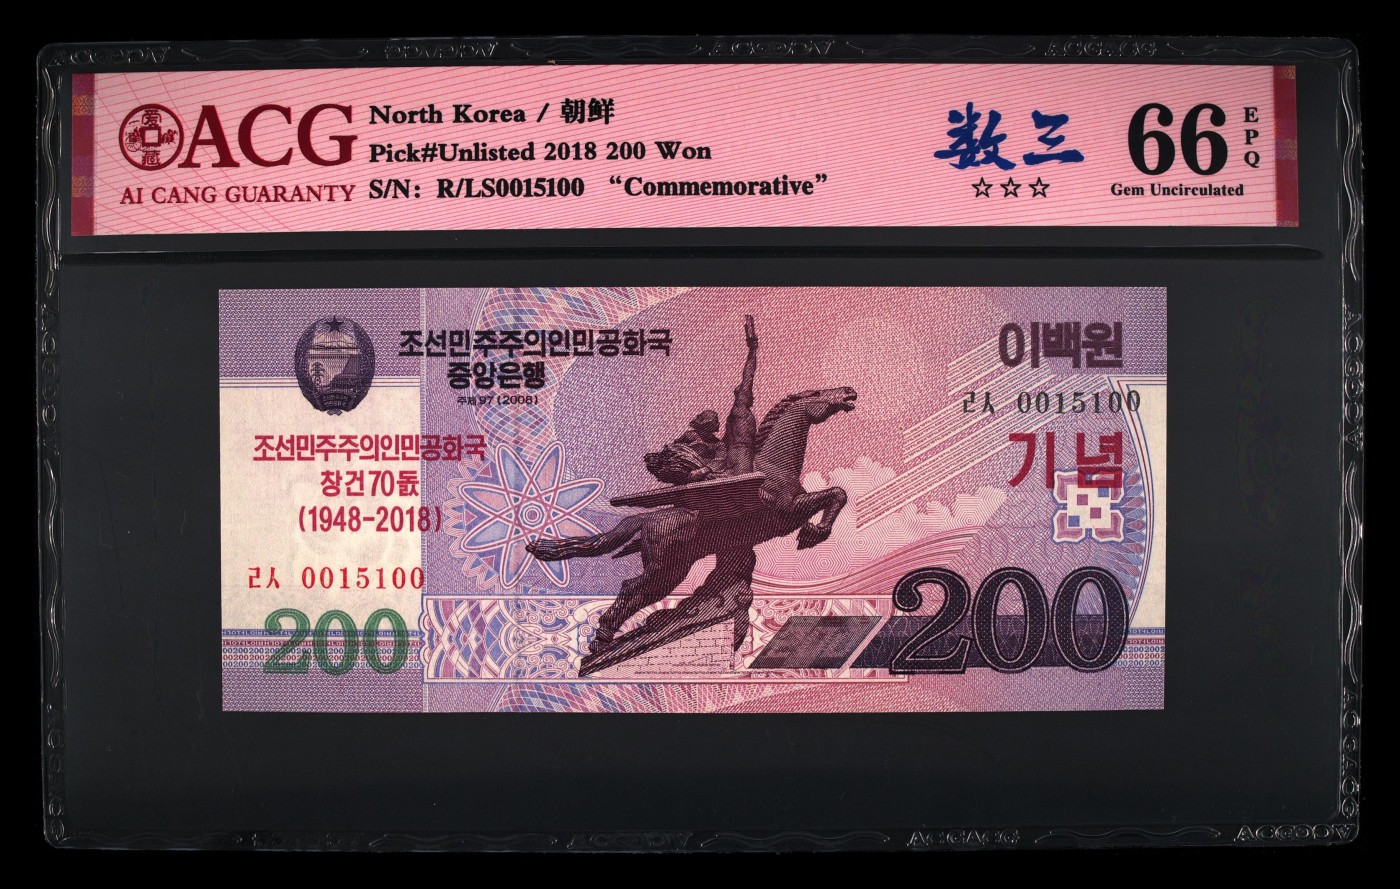 ACG
AI CANG GUARANTY
North Korea / 朝鲜
Pick#Unlisted 2018 200 Won
S/N: R/LS0015100 “Commemorative”
数三
☆☆☆
66
EPQ
Gem Uncirculated
조선민주주의인민공화국
중앙은행
주체97(2008)
이백원
ㄹㅅ 0015100
기념
조선민주주의인민공화국
창건70돐
(1948-2018)
ㄹㅅ 0015100
200
200